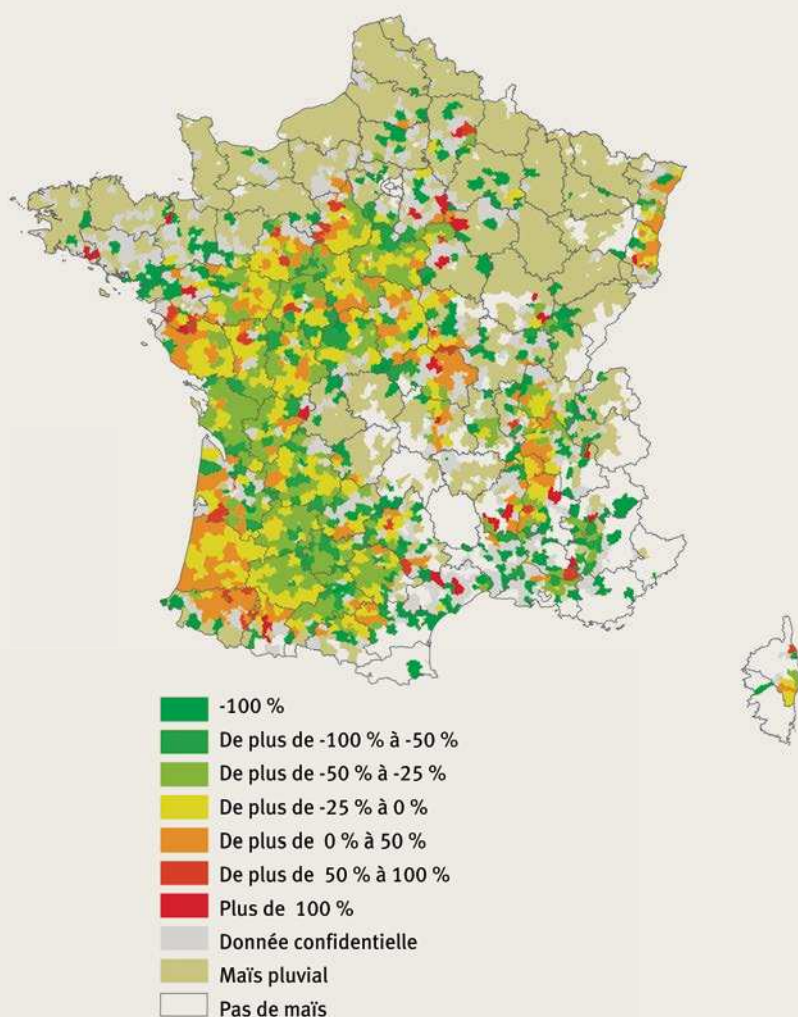 -100 %
De plus de -100 % à -50 %
De plus de -50 % à -25 %
De plus de -25 % à 0 %
De plus de 0 % à 50 %
De plus de 50 % à 100 %
Plus de 100 %
Donnée confidentielle
Maïs pluvial
Pas de maïs